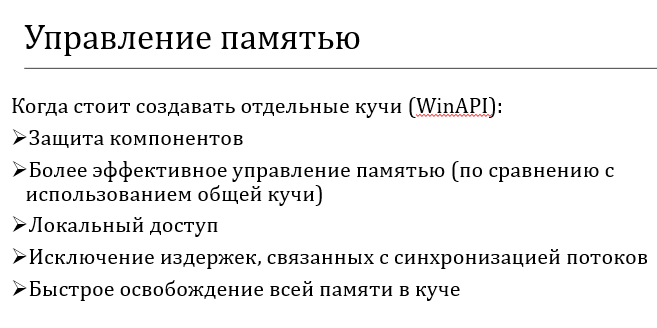 Управление памятью
Когда стоит создавать отдельные кучи (WinAPI):
➢Защита компонентов
➢Более эффективное управление памятью (по сравнению с
использованием общей кучи)
➢Локальный доступ
➢Исключение издержек, связанных с синхронизацией потоков
➢Быстрое освобождение всей памяти в куче